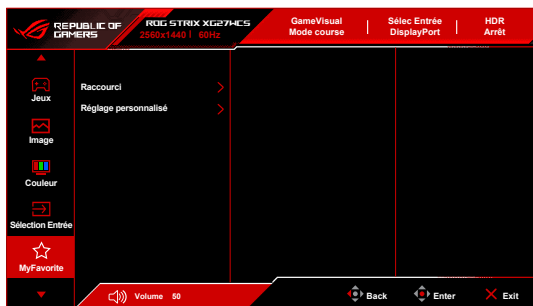 REPUBLIC OF
GAMERS
ROG STRIX XG27WCS
2560x1440 | 60Hz
GameVisual
Mode course
Sélec Entrée
DisplayPort
HDR
Arrêt
Jeux
Image
Couleur
Sélection Entrée
MyFavorite
Raccourci
Réglage personnalisé
Volume 50
Back
Enter
Exit